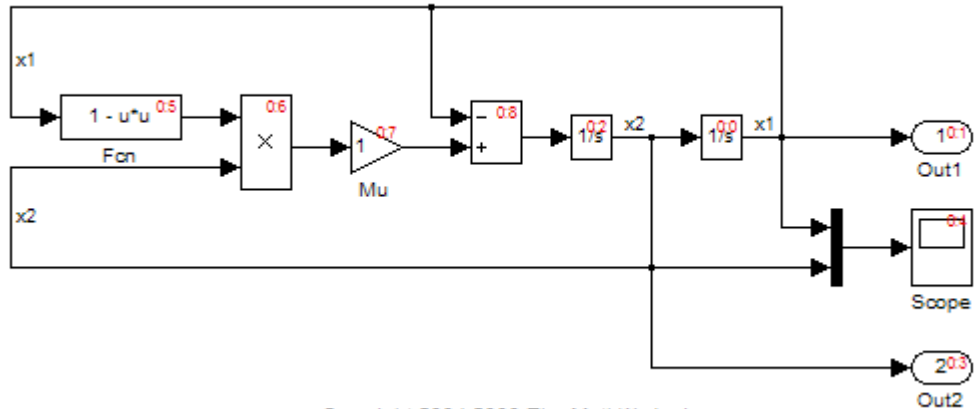 x1
1 - u*u 0:5
Fcn
0:6
×
0:7
1
Mu
0:8
−
+
0:2
1/s
x2
0:0
1/s
x1
1 0:1
Out1
x2
0:4
Scope
2 0:3
Out2